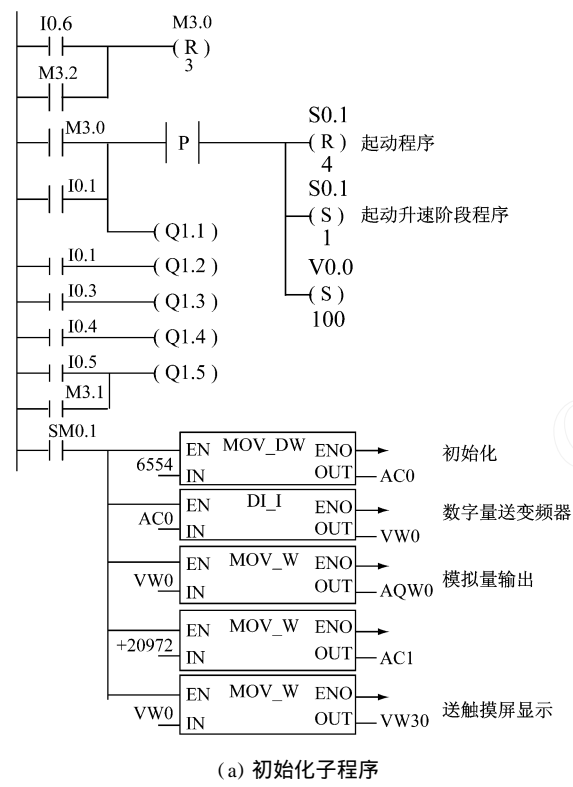 I0.6
M3.0
( R )
3
M3.2
M3.0
P
S0.1
( R )
起动程序
4
I0.1
S0.1
( S )
起动升速阶段程序
1
( Q1.1 )
I0.1
( Q1.2 )
V0.0
( S )
100
I0.3
( Q1.3 )
I0.4
( Q1.4 )
I0.5
( Q1.5 )
M3.1
SM0.1
EN MOV_DW ENO
初始化
6554 IN OUT AC0
EN DI_I ENO
数字量送变频器
AC0 IN OUT VW0
EN MOV_W ENO
模拟量输出
VW0 IN OUT AQW0
EN MOV_W ENO
+20972 IN OUT AC1
EN MOV_W ENO
送触摸屏显示
VW0 IN OUT VW30
(a) 初始化子程序